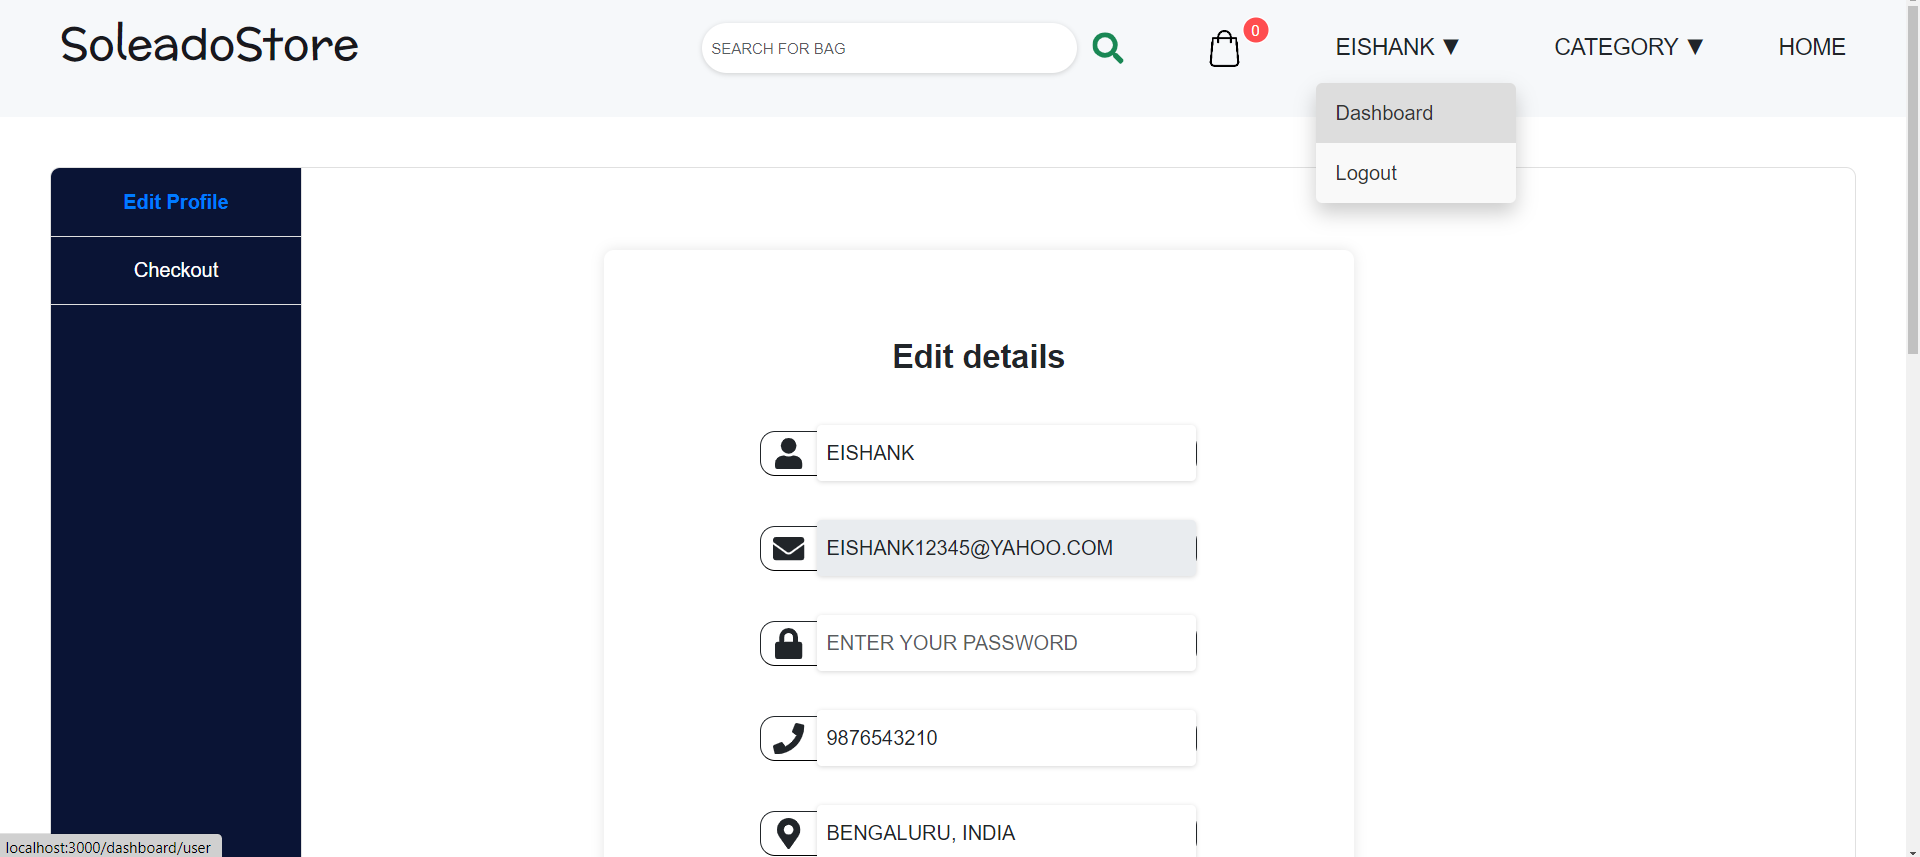 SoleadoStore
SEARCH FOR BAG
0
EISHANK ▼
CATEGORY ▼
HOME
Dashboard
Logout
Edit Profile
Checkout
Edit details
EISHANK
EISHANK12345@YAHOO.COM
ENTER YOUR PASSWORD
9876543210
BENGALURU, INDIA
localhost:3000/dashboard/user